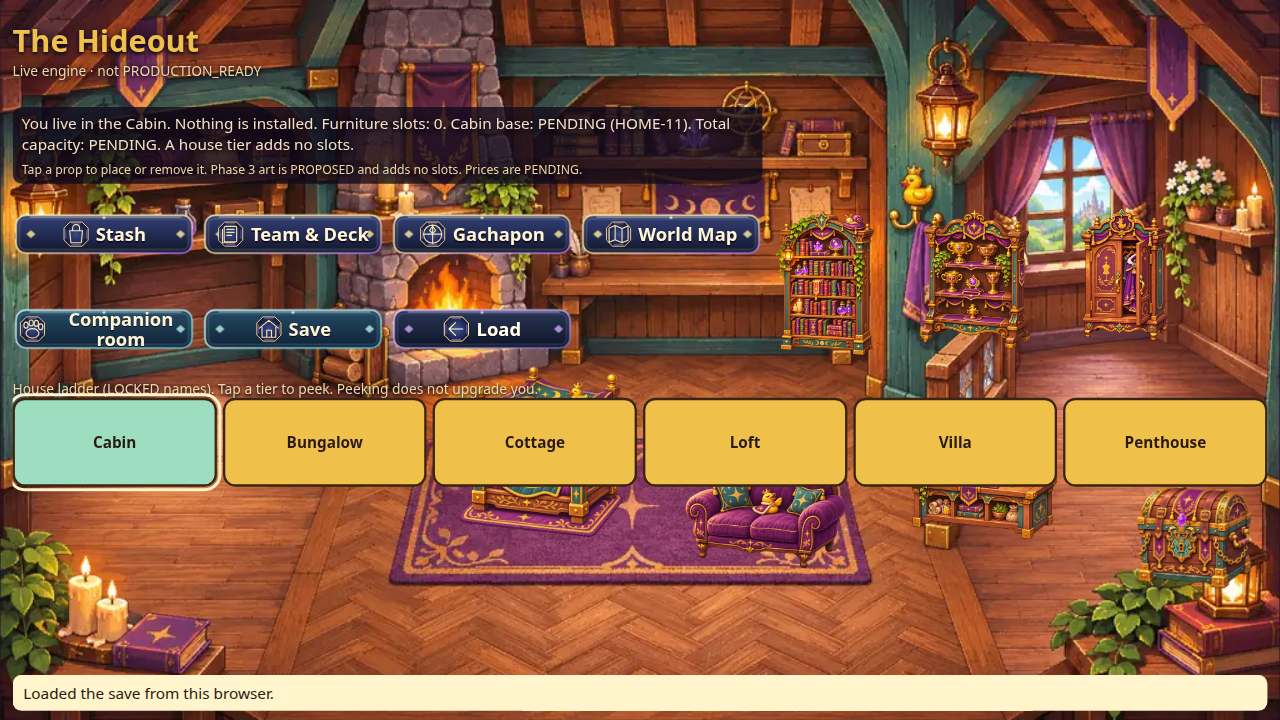 The Hideout
Live engine · not PRODUCTION_READY
You live in the Cabin. Nothing is installed. Furniture slots: 0. Cabin base: PENDING (HOME-11). Total
capacity: PENDING. A house tier adds no slots.
Tap a prop to place or remove it. Phase 3 art is PROPOSED and adds no slots. Prices are PENDING.
Stash
Team & Deck
Gachapon
World Map
Companion
room
Save
Load
House ladder (LOCKED names). Tap a tier to peek. Peeking does not upgrade you.
Cabin
Bungalow
Cottage
Loft
Villa
Penthouse
Loaded the save from this browser.